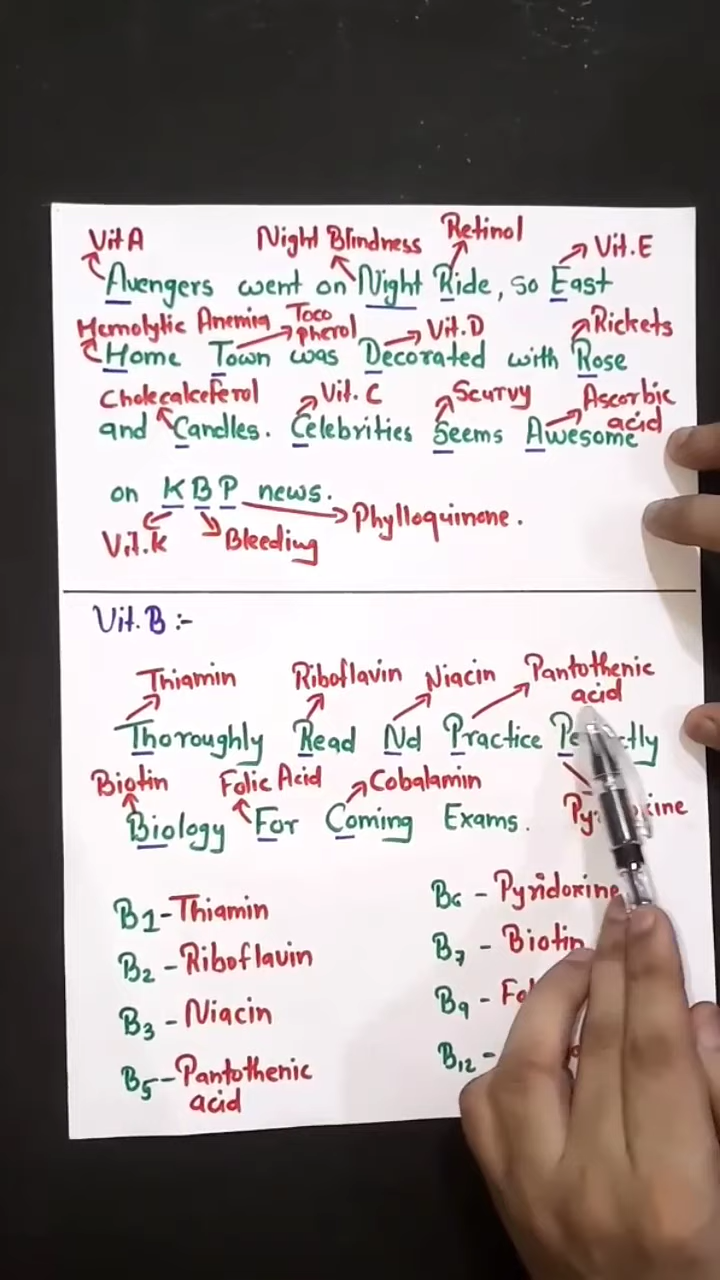 Vit A Night Blindness Retinol Vit.E
Avengers went on Night Ride, so East
Hemolytic Anemia Toco pherol Vit.D Rickets
Home Town was Decorated with Rose
Cholecalceferol Vit. C Scurvy Ascorbic acid
and Candles. Celebrities Seems Awesome
on KBP news.
Vit.K Bleeding Phylloquinone.
Vit.B :-
Thiamin Riboflavin Niacin Pantothenic acid
Thoroughly Read Nd Practice
Biotin Folic Acid Cobalamin
Biology For Coming Exams.
B1-Thiamin
B2-Riboflavin
B3-Niacin
B5-Pantothenic
acid
B6-Pyridoxine
B7-Biotin
B9-
B12-